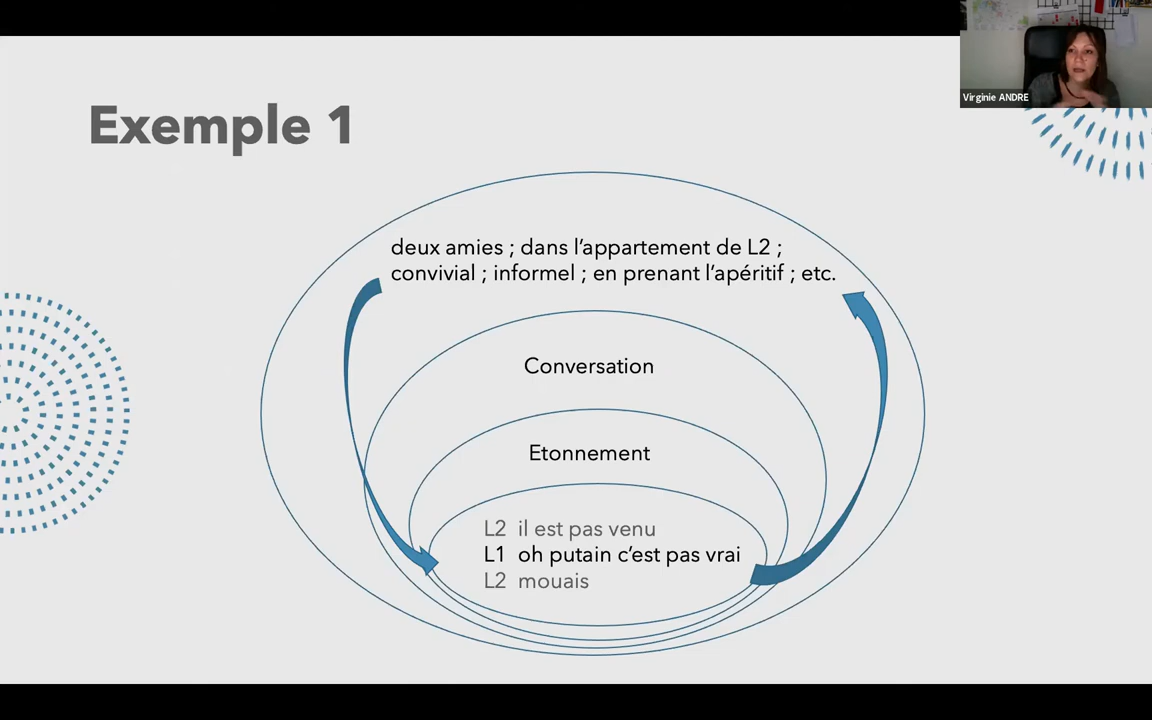 Virginie ANDRE
Exemple 1
deux amies ; dans l’appartement de L2 ;
convivial ; informel ; en prenant l’apéritif ; etc.
Conversation
Etonnement
L2 il est pas venu
L1 oh putain c’est pas vrai
L2 mouais